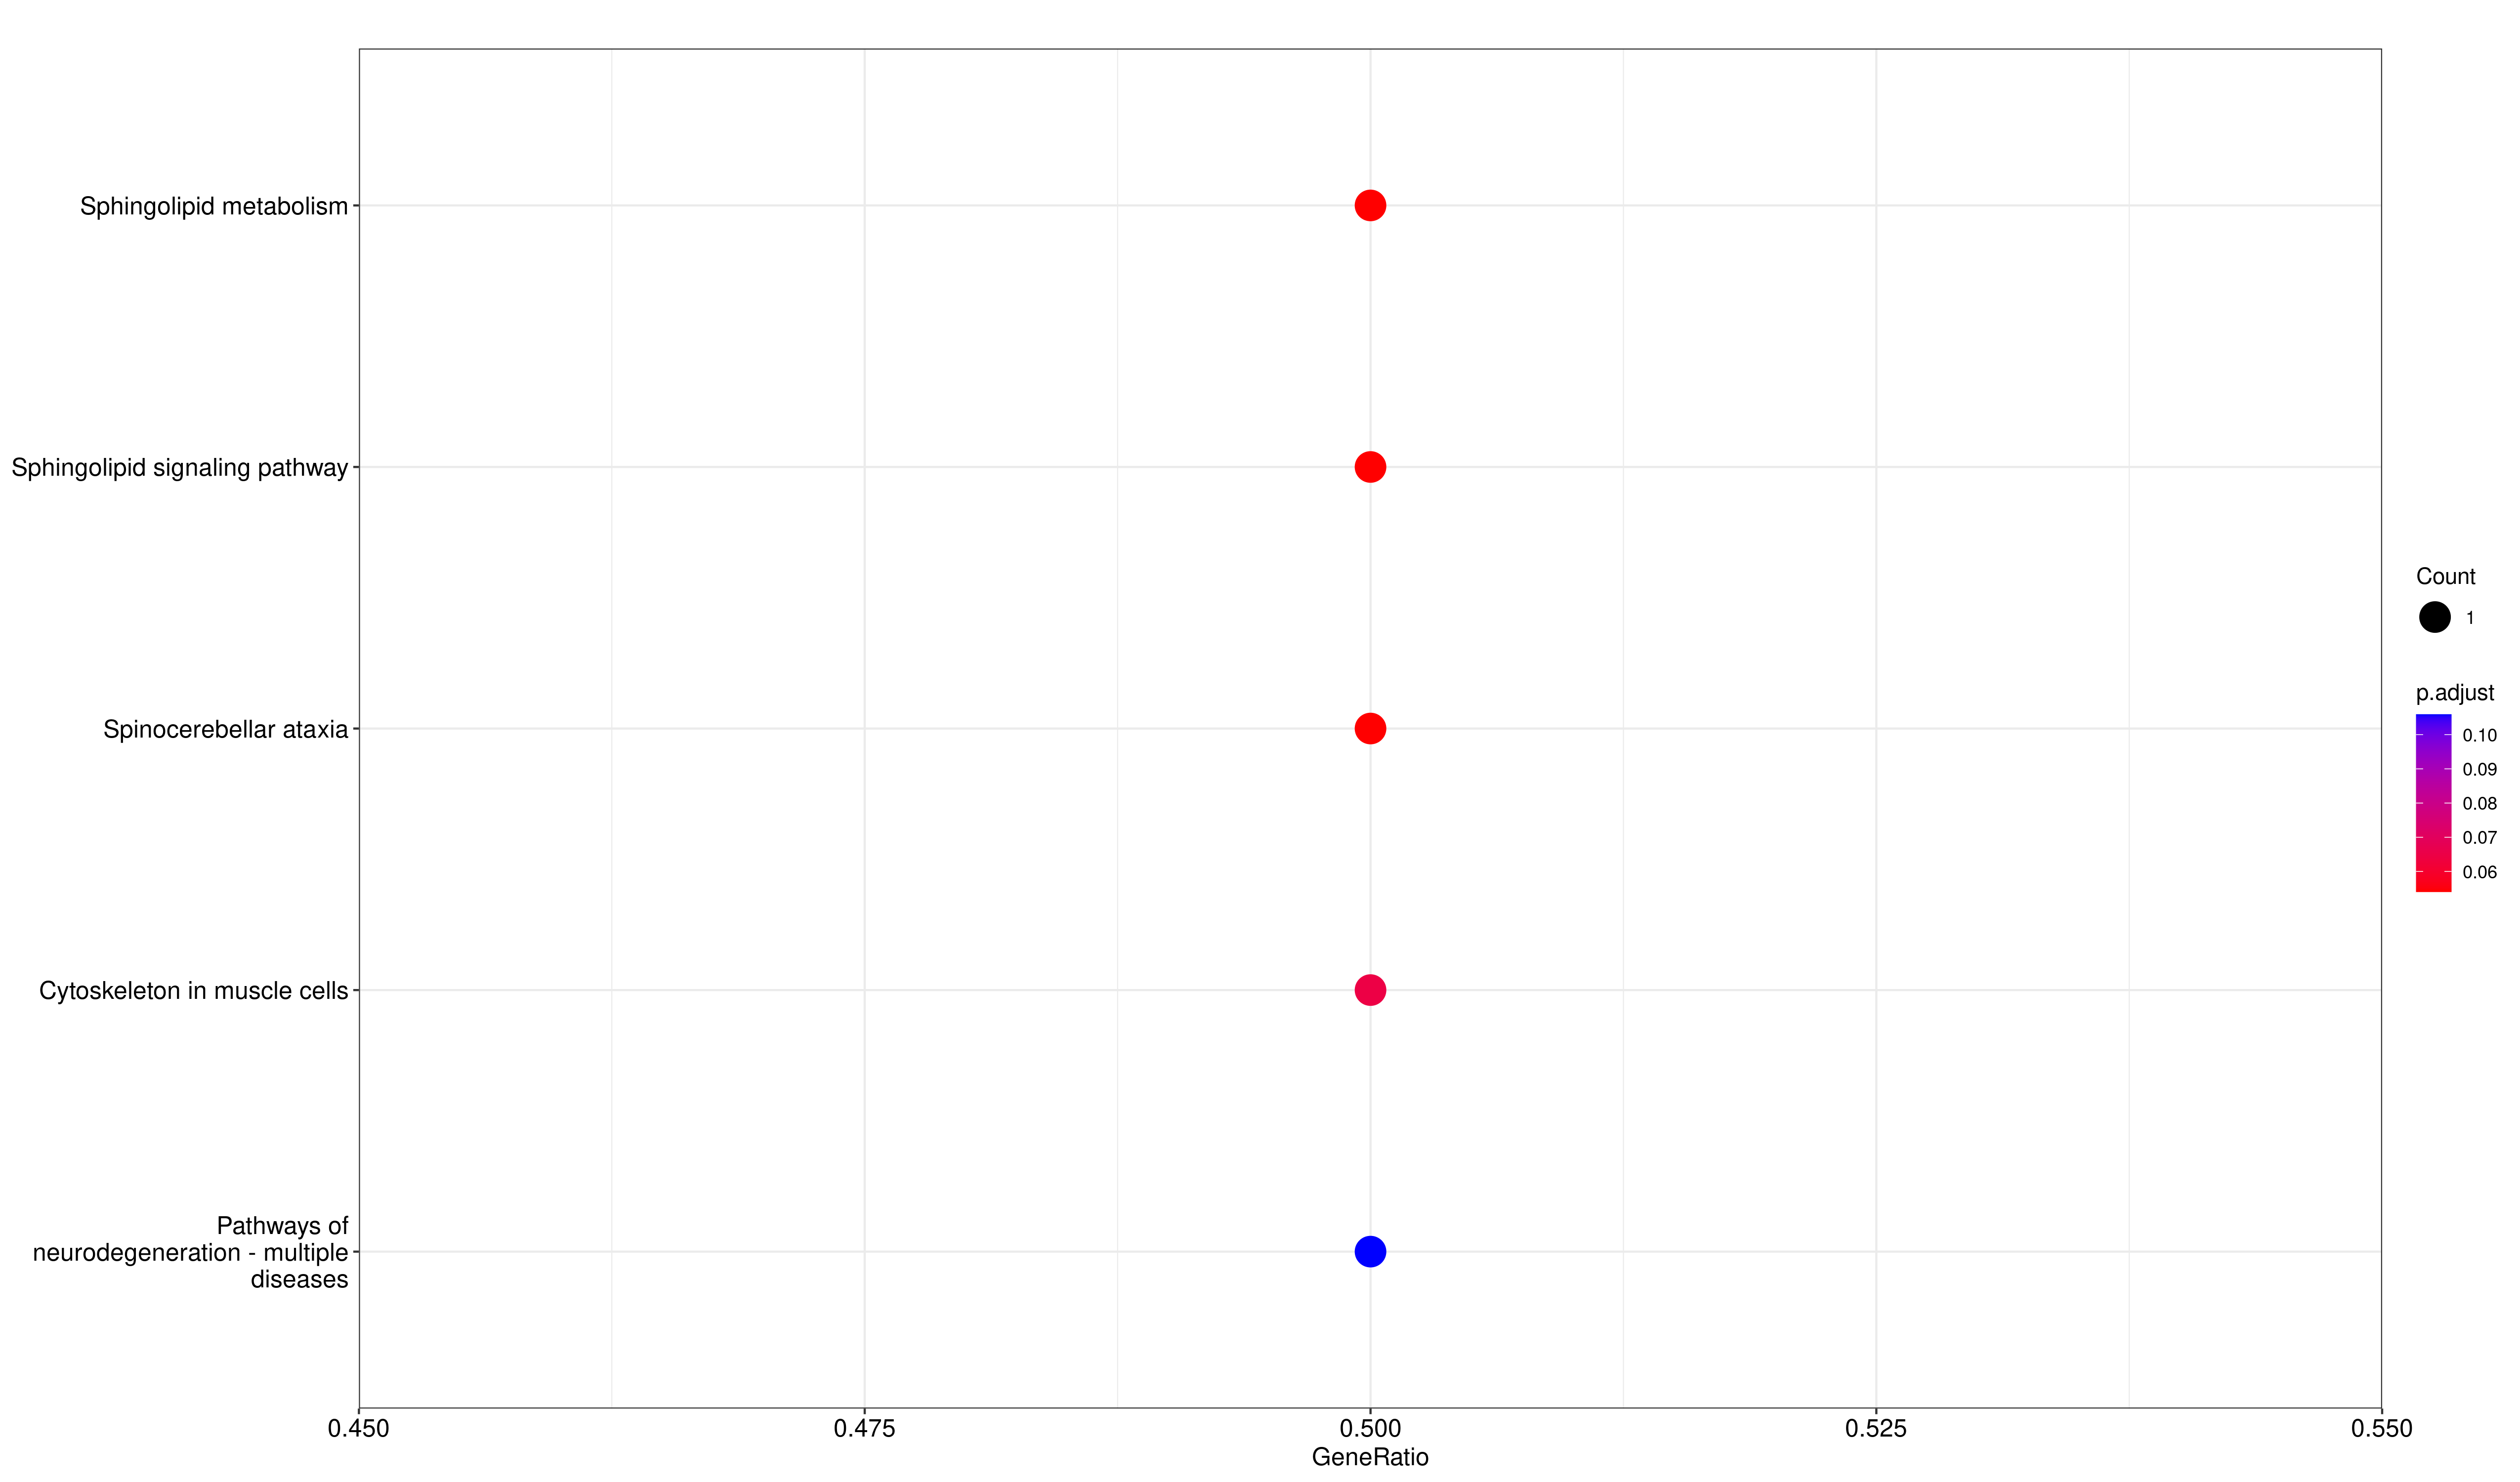 Sphingolipid metabolism
Sphingolipid signaling pathway
Spinocerebellar ataxia
Cytoskeleton in muscle cells
Pathways of
neurodegeneration - multiple
diseases
0.450
0.475
0.500
0.525
0.550
GeneRatio
Count
1
p.adjust
0.10
0.09
0.08
0.07
0.06